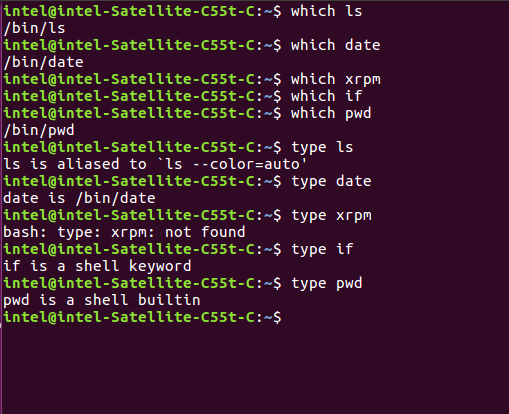 intel@intel-Satellite-C55t-C:~$ which ls
/bin/ls
intel@intel-Satellite-C55t-C:~$ which date
/bin/date
intel@intel-Satellite-C55t-C:~$ which xrpm
intel@intel-Satellite-C55t-C:~$ which if
intel@intel-Satellite-C55t-C:~$ which pwd
/bin/pwd
intel@intel-Satellite-C55t-C:~$ type ls
ls is aliased to `ls --color=auto'
intel@intel-Satellite-C55t-C:~$ type date
date is /bin/date
intel@intel-Satellite-C55t-C:~$ type xrpm
bash: type: xrpm: not found
intel@intel-Satellite-C55t-C:~$ type if
if is a shell keyword
intel@intel-Satellite-C55t-C:~$ type pwd
pwd is a shell builtin
intel@intel-Satellite-C55t-C:~$